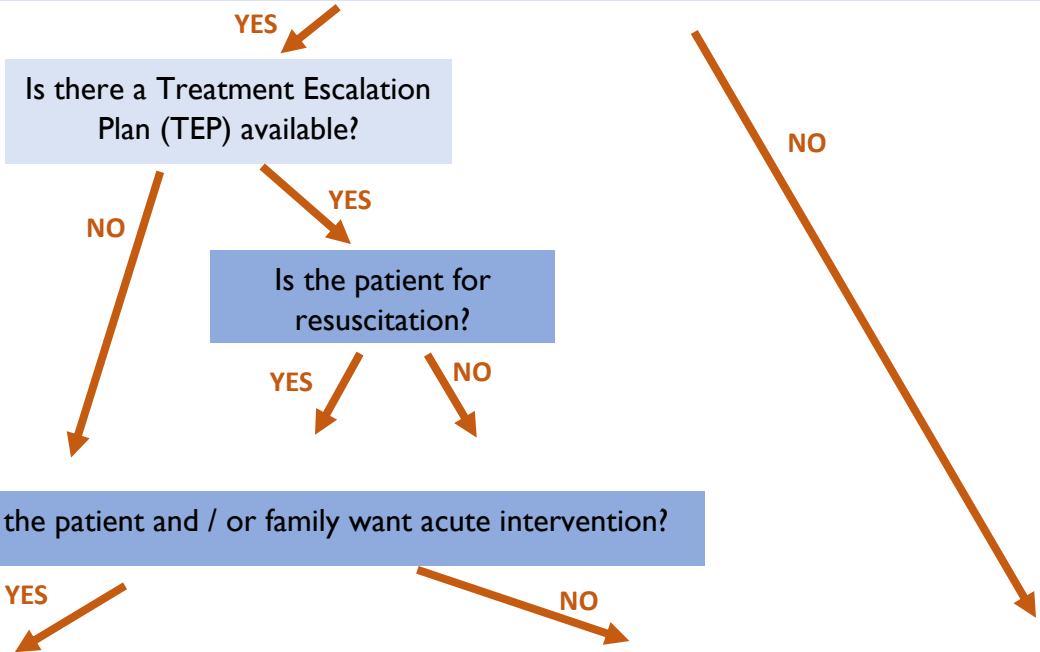 YES
Is there a Treatment Escalation
Plan (TEP) available?
NO
YES
NO
Is the patient for
resuscitation?
YES
NO
the patient and / or family want acute intervention?
YES
NO